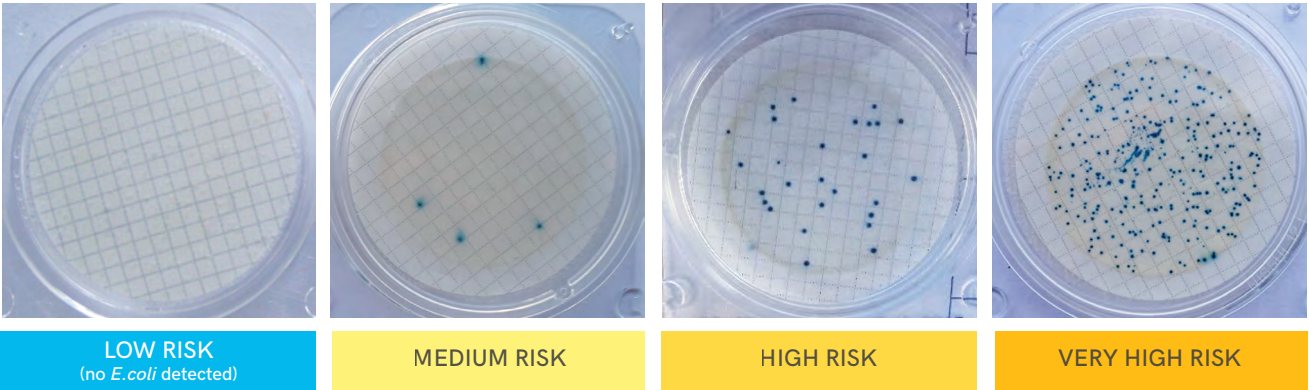 LOW RISK
(no E.coli detected)
MEDIUM RISK
HIGH RISK
VERY HIGH RISK